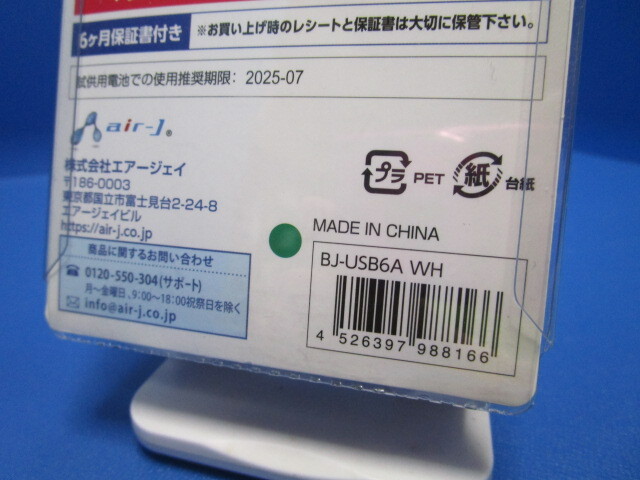 6ヶ月保証書付き
※お買い上げ時のレシートと保証書は大切に保管下さい。
試供用電池での使用推奨期限: 2025-07
air-J®
株式会社エアージェイ
〒186-0003
東京都国立市富士見台2-24-8
エアージェイビル
https://air-j.co.jp
商品に関するお問い合わせ
0120-550-304(サポート)
月〜金曜日、9:00〜18:00祝祭日を除く
info@air-j.co.jp
プラ PET 紙 台紙
MADE IN CHINA
BJ-USB6A WH
4 526397 988166